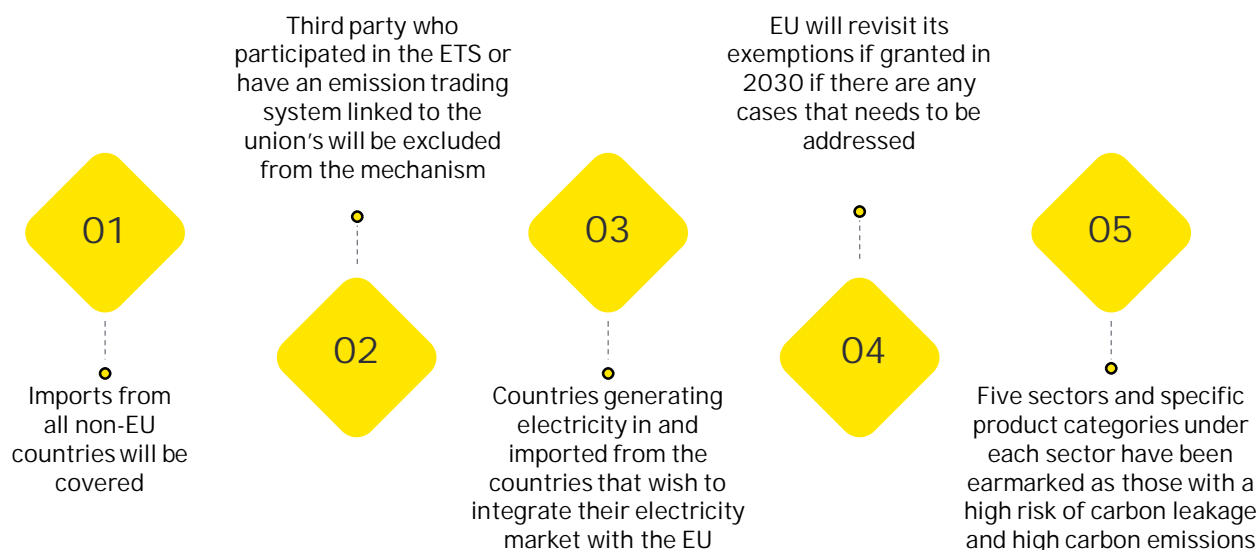 01
Imports from
all non-EU
countries will be
covered
Third party who
participated in the ETS or
have an emission trading
system linked to the
union's will be excluded
from the mechanism
02
03
Countries generating
electricity in and
imported from the
countries that wish to
integrate their electricity
market with the EU
EU will revisit its
exemptions if granted in
2030 if there are any
cases that needs to be
addressed
04
05
Five sectors and specific
product categories under
each sector have been
earmarked as those with a
high risk of carbon leakage
and high carbon emissions